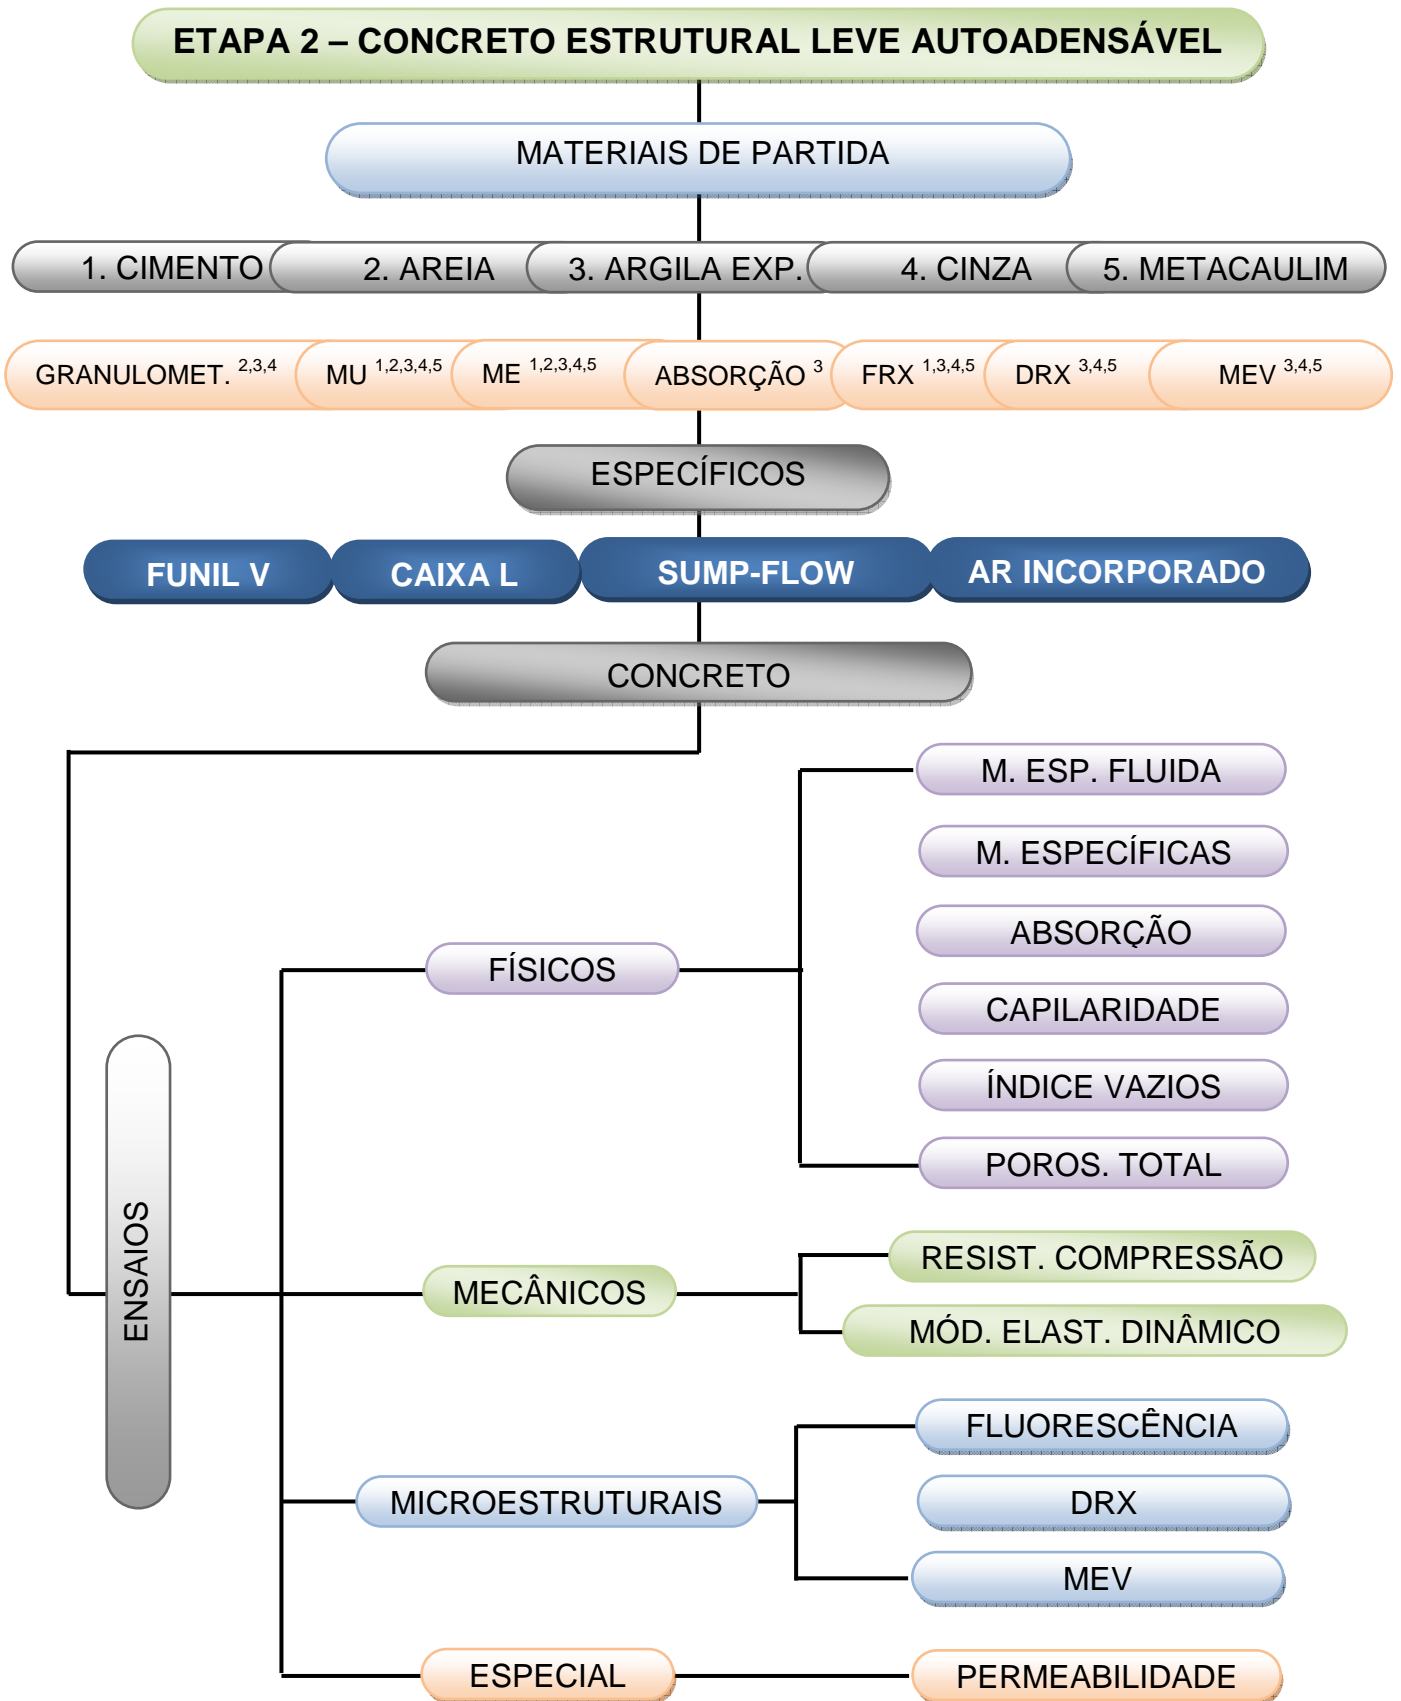 ETAPA 2 – CONCRETO ESTRUTURAL LEVE AUTOADENSÁVEL
MATERIAIS DE PARTIDA
1. CIMENTO
2. AREIA
3. ARGILA EXP.
4. CINZA
5. METACAULIM
GRANULOMET. 2,3,4
MU 1,2,3,4,5
ME 1,2,3,4,5
ABSORÇÃO 3
FRX 1,3,4,5
DRX 3,4,5
MEV 3,4,5
ESPECÍFICOS
FUNIL V
CAIXA L
SUMP-FLOW
AR INCORPORADO
CONCRETO
ENSAIOS
FÍSICOS
M. ESP. FLUIDA
M. ESPECÍFICAS
ABSORÇÃO
CAPILARIDADE
ÍNDICE VAZIOS
POROS. TOTAL
MECÂNICOS
RESIST. COMPRESSÃO
MÓD. ELAST. DINÂMICO
MICROESTRUTURAIS
FLUORESCÊNCIA
DRX
MEV
ESPECIAL
PERMEABILIDADE